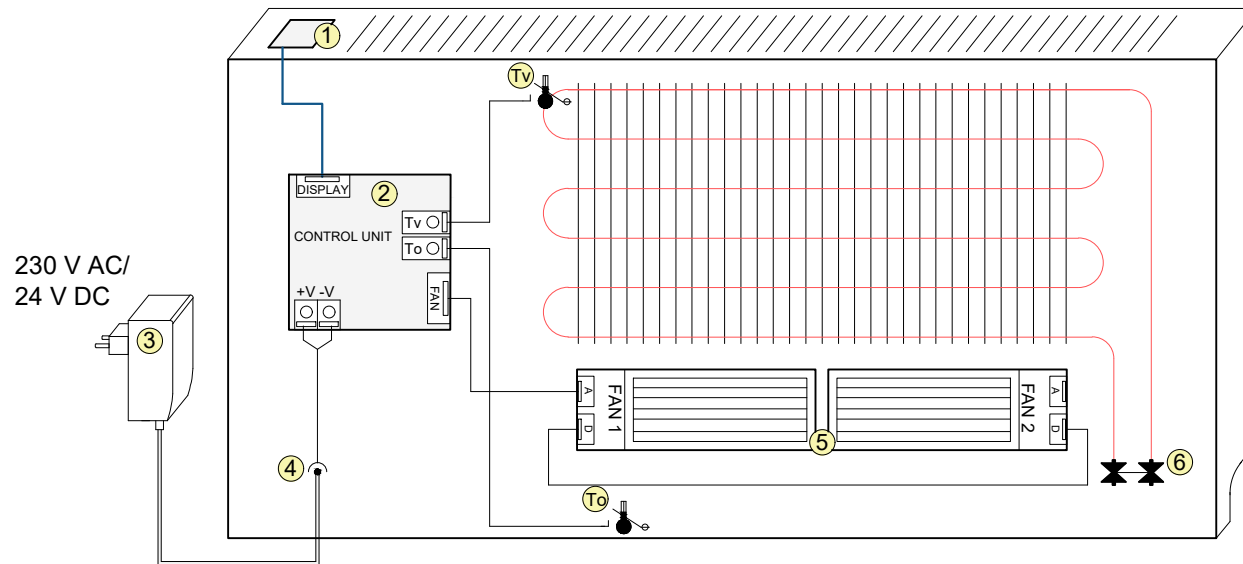 1
Tv
DISPLAY
2
Tv
CONTROL UNIT
To
230 V AC/
24 V DC
+V -V
FAN
3
A
D
FAN 1
FAN 2
A
D
5
4
6
To